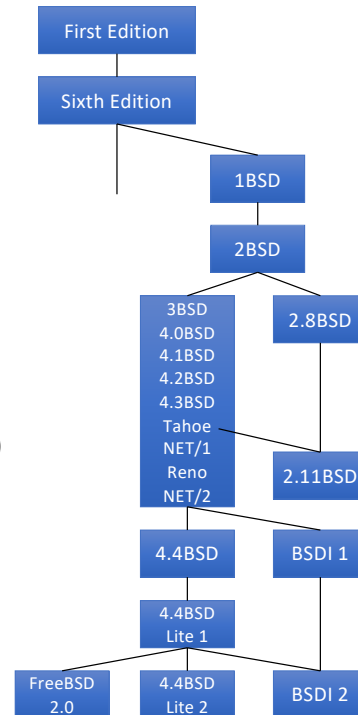 First Edition
Sixth Edition
1BSD
2BSD
3BSD
4.0BSD
4.1BSD
4.2BSD
4.3BSD
Tahoe
NET/1
Reno
NET/2
2.8BSD
2.11BSD
4.4BSD
BSDI 1
4.4BSD
Lite 1
FreeBSD
2.0
4.4BSD
Lite 2
BSDI 2